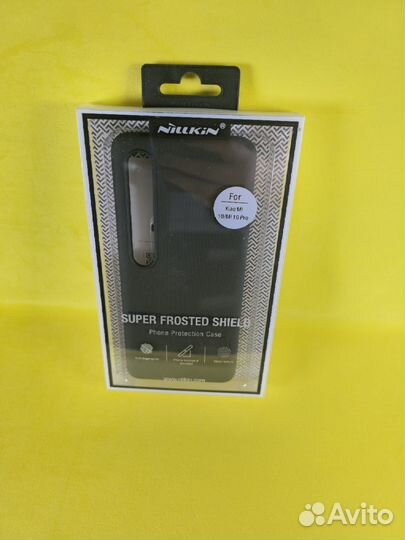 NILLKIN
For
Xiao Mi
10/Mi 10 Pro
SUPER FROSTED SHIELD
Phone Protection Case
Avito